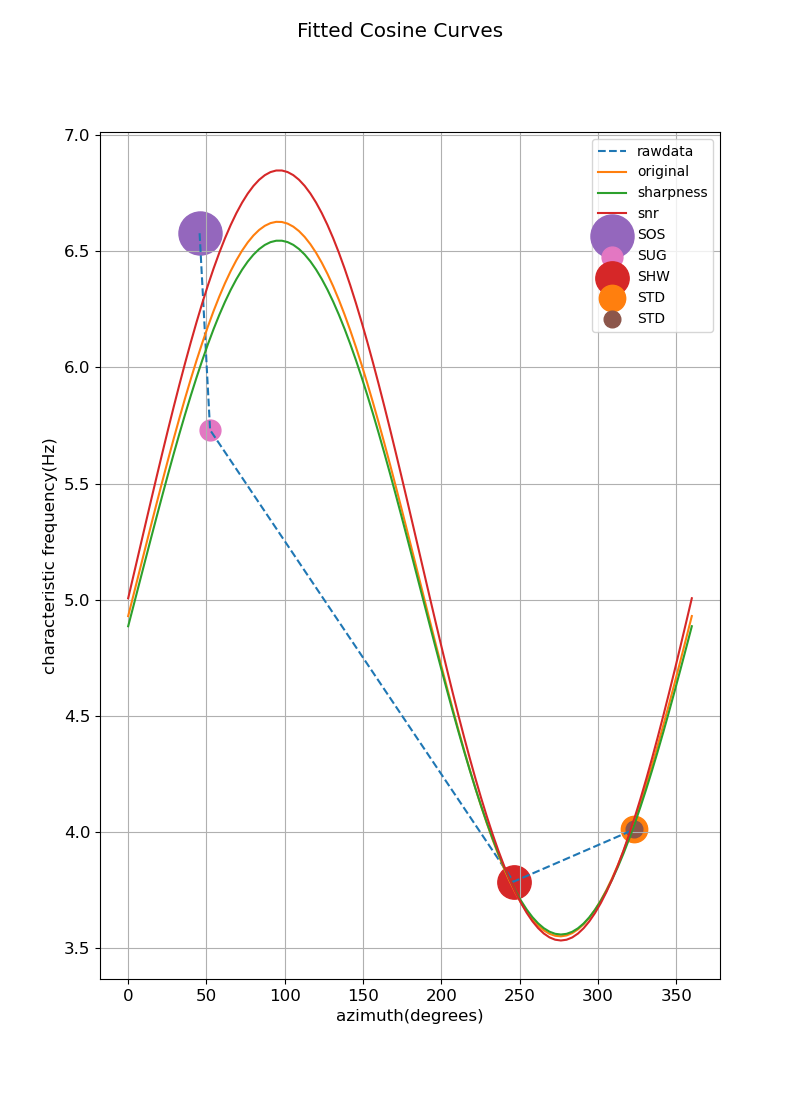 Fitted Cosine Curves
7.0
6.5
6.0
5.5
5.0
4.5
4.0
3.5
characteristic frequency(Hz)
rawdata
original
sharpness
snr
SOS
SUG
SHW
STD
STD
0 50 100 150 200 250 300 350
azimuth(degrees)